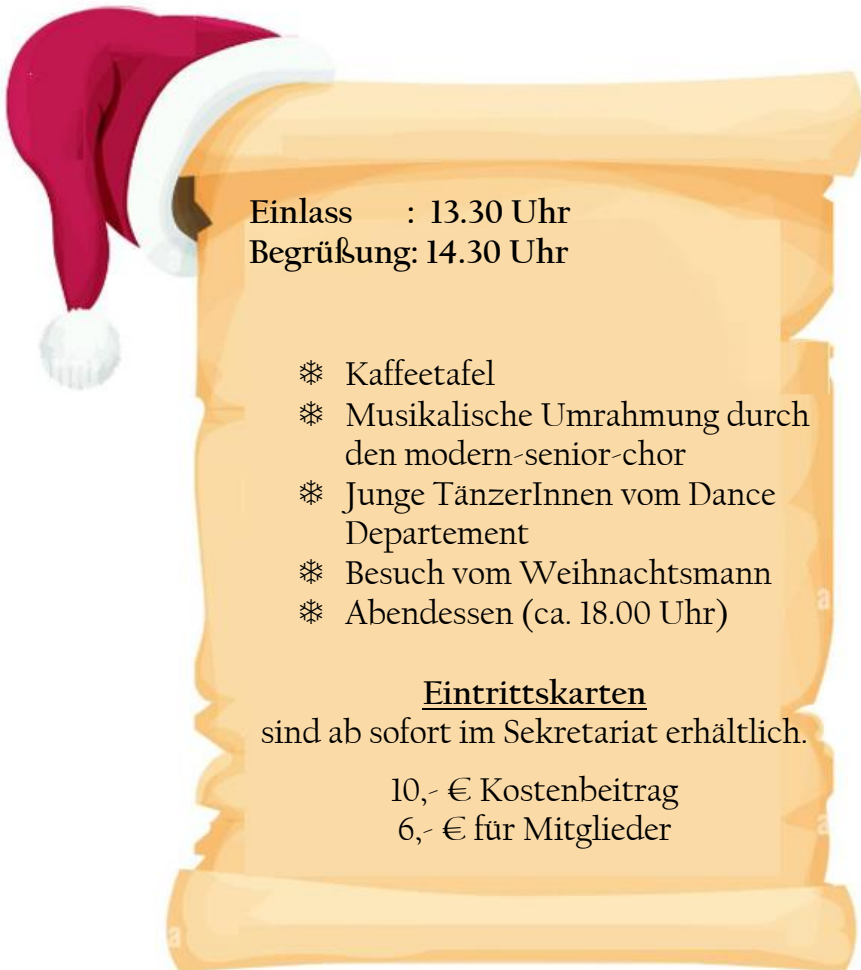 Einlass : 13.30 Uhr
Begrüßung: 14.30 Uhr
❄ Kaffeetafel
❄ Musikalische Umrahmung durch
den modern-senior-chor
❄ Junge TänzerInnen vom Dance
Departement
❄ Besuch vom Weihnachtsmann
❄ Abendessen (ca. 18.00 Uhr)
Eintrittskarten
sind ab sofort im Sekretariat erhältlich.
10,- € Kostenbeitrag
6,- € für Mitglieder
a
a
a